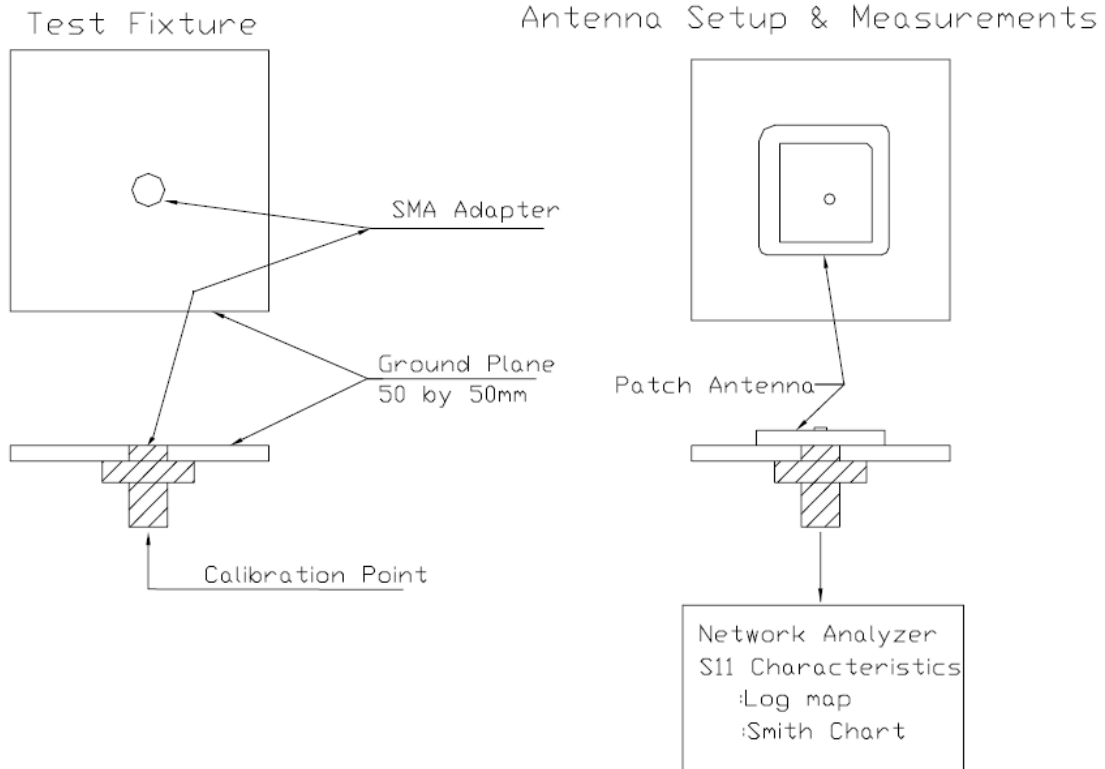 Test Fixture
Antenna Setup & Measurements
SMA Adapter
Ground Plane
50 by 50mm
Patch Antenna
Calibration Point
Network Analyzer
S11 Characteristics
:Log map
:Smith Chart